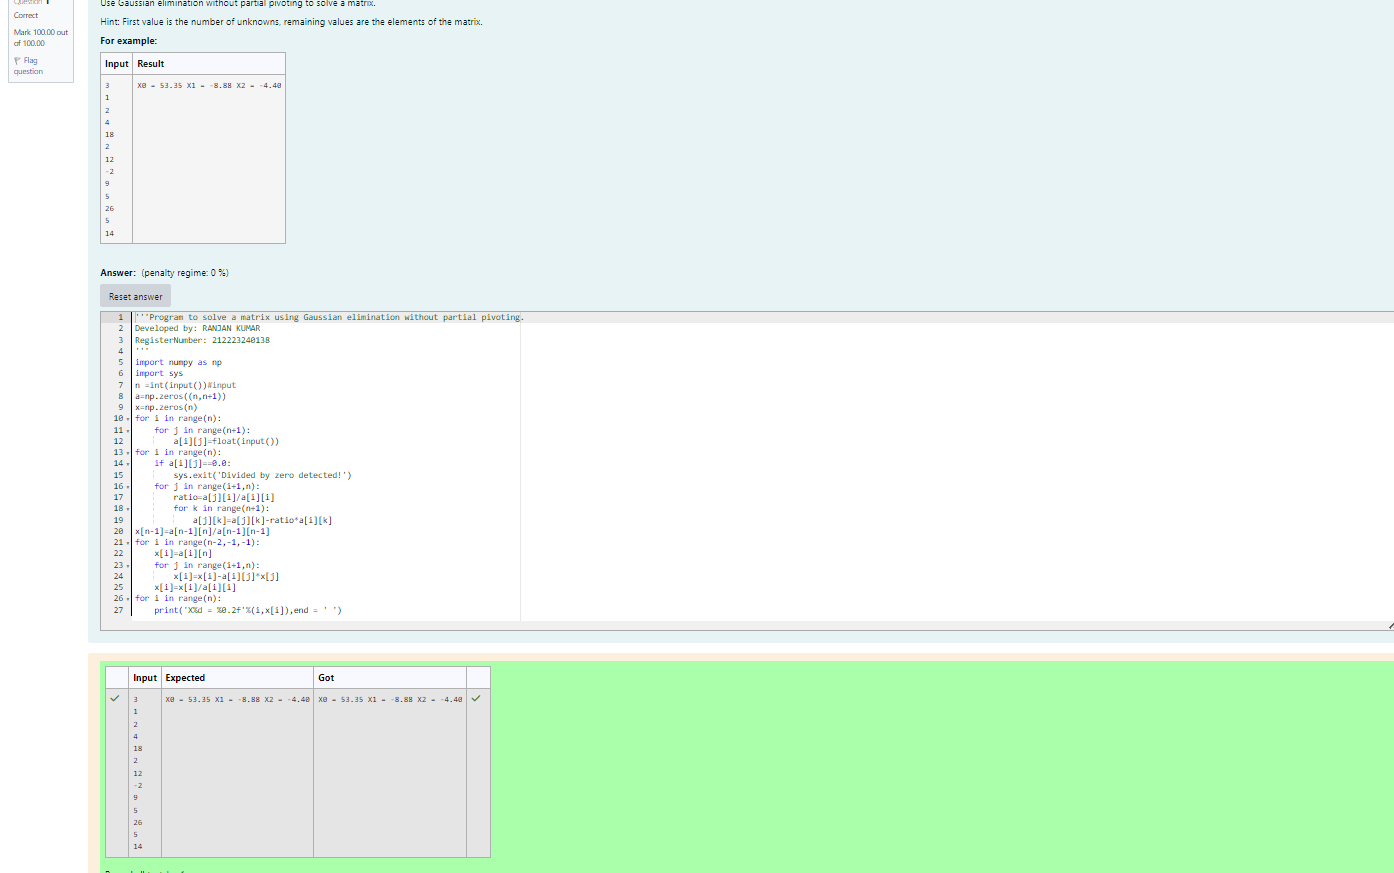 Question 1
Correct
Mark 100.00 out
of 100.00
Flag
question
Use Gaussian elimination without partial pivoting to solve a matrix.
Hint: First value is the number of unknowns, remaining values are the elements of the matrix.
For example:
Input Result
3 X0 = 53.35 X1 = -8.88 X2 = -4.40
1
2
4
18
2
12
-2
9
5
26
5
14
Answer: (penalty regime: 0 %)
Reset answer
1 '''Program to solve a matrix using Gaussian elimination without partial pivoting.
2 Developed by: RANJAN KUMAR
3 RegisterNumber: 212223240138
4 '''
5 import numpy as np
6 import sys
7 n =int(input())#input
8 a=np.zeros((n,n+1))
9 x=np.zeros(n)
10 for i in range(n):
11 for j in range(n+1):
12 a[i][j]=float(input())
13 for i in range(n):
14 if a[i][j]==0.0:
15 sys.exit('Divided by zero detected!')
16 for j in range(i+1,n):
17 ratio=a[j][i]/a[i][i]
18 for k in range(n+1):
19 a[j][k]=a[j][k]-ratio*a[i][k]
20 x[n-1]=a[n-1][n]/a[n-1][n-1]
21 for i in range(n-2,-1,-1):
22 x[i]=a[i][n]
23 for j in range(i+1,n):
24 x[i]=x[i]-a[i][j]*x[j]
25 x[i]=x[i]/a[i][i]
26 for i in range(n):
27 print('X%d = %0.2f'%(i,x[i]),end = ' ')
Input Expected Got
3 X0 = 53.35 X1 = -8.88 X2 = -4.40 X0 = 53.35 X1 = -8.88 X2 = -4.40
1
2
4
18
2
12
-2
9
5
26
5
14